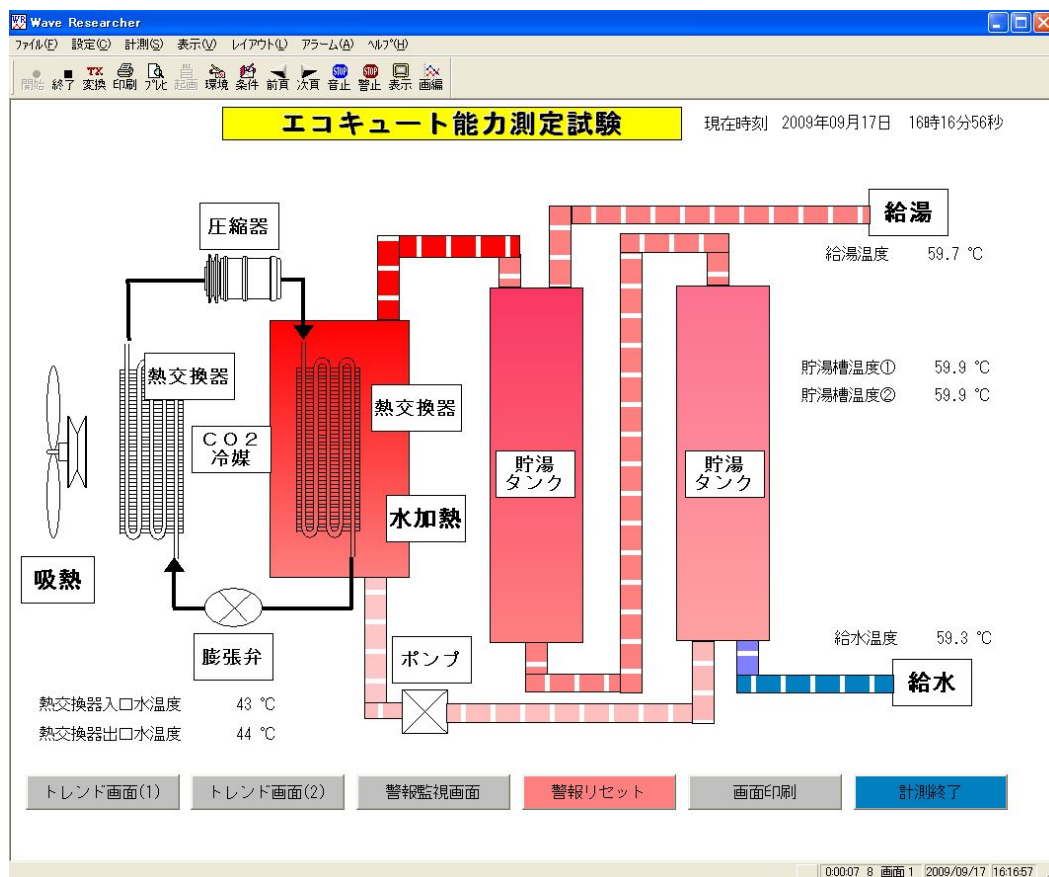 Wave Researcher
ファイル(F) 設定(C) 計測(S) 表示(V) レイアウト(L) アラーム(A) ヘルプ(H)
開始 終了 変換 印刷 プレビ 起画 環境 条件 前頁 次頁 音止 警止 表示 画編
エコキュート能力測定試験
現在時刻 2009年09月17日 16時16分56秒
圧縮器
給湯
給湯温度 59.7 ℃
熱交換器
熱交換器
貯湯槽温度① 59.9 ℃
貯湯槽温度② 59.9 ℃
CO2
冷媒
貯湯
タンク
貯湯
タンク
水加熱
吸熱
膨張弁
ポンプ
給水温度 59.3 ℃
給水
熱交換器入口水温度 43 ℃
熱交換器出口水温度 44 ℃
トレンド画面(1) トレンド画面(2) 警報監視画面 警報リセット 画面印刷 計測終了
0:00:07 8 画面1 2009/09/17 16:16:57